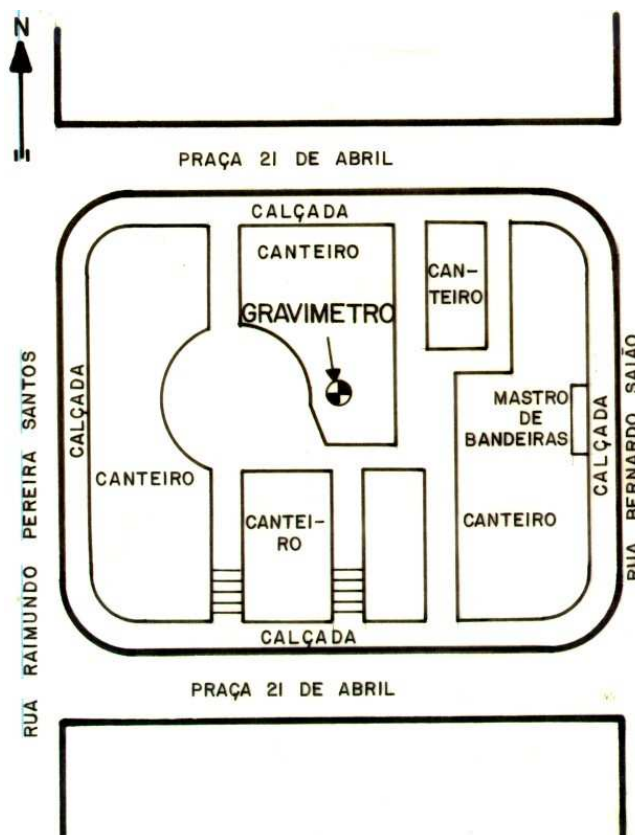 N
PRAÇA 21 DE ABRIL
CALÇADA
CANTEIRO
CAN-
TEIRO
GRAVIMETRO
RUA RAIMUNDO PEREIRA SANTOS
CALÇADA
MASTRO
DE
BANDEIRAS
CALÇADA
RUA BERNARDO SAIÃO
CANTEIRO
CANTEI-
RO
CANTEIRO
CALÇADA
PRAÇA 21 DE ABRIL